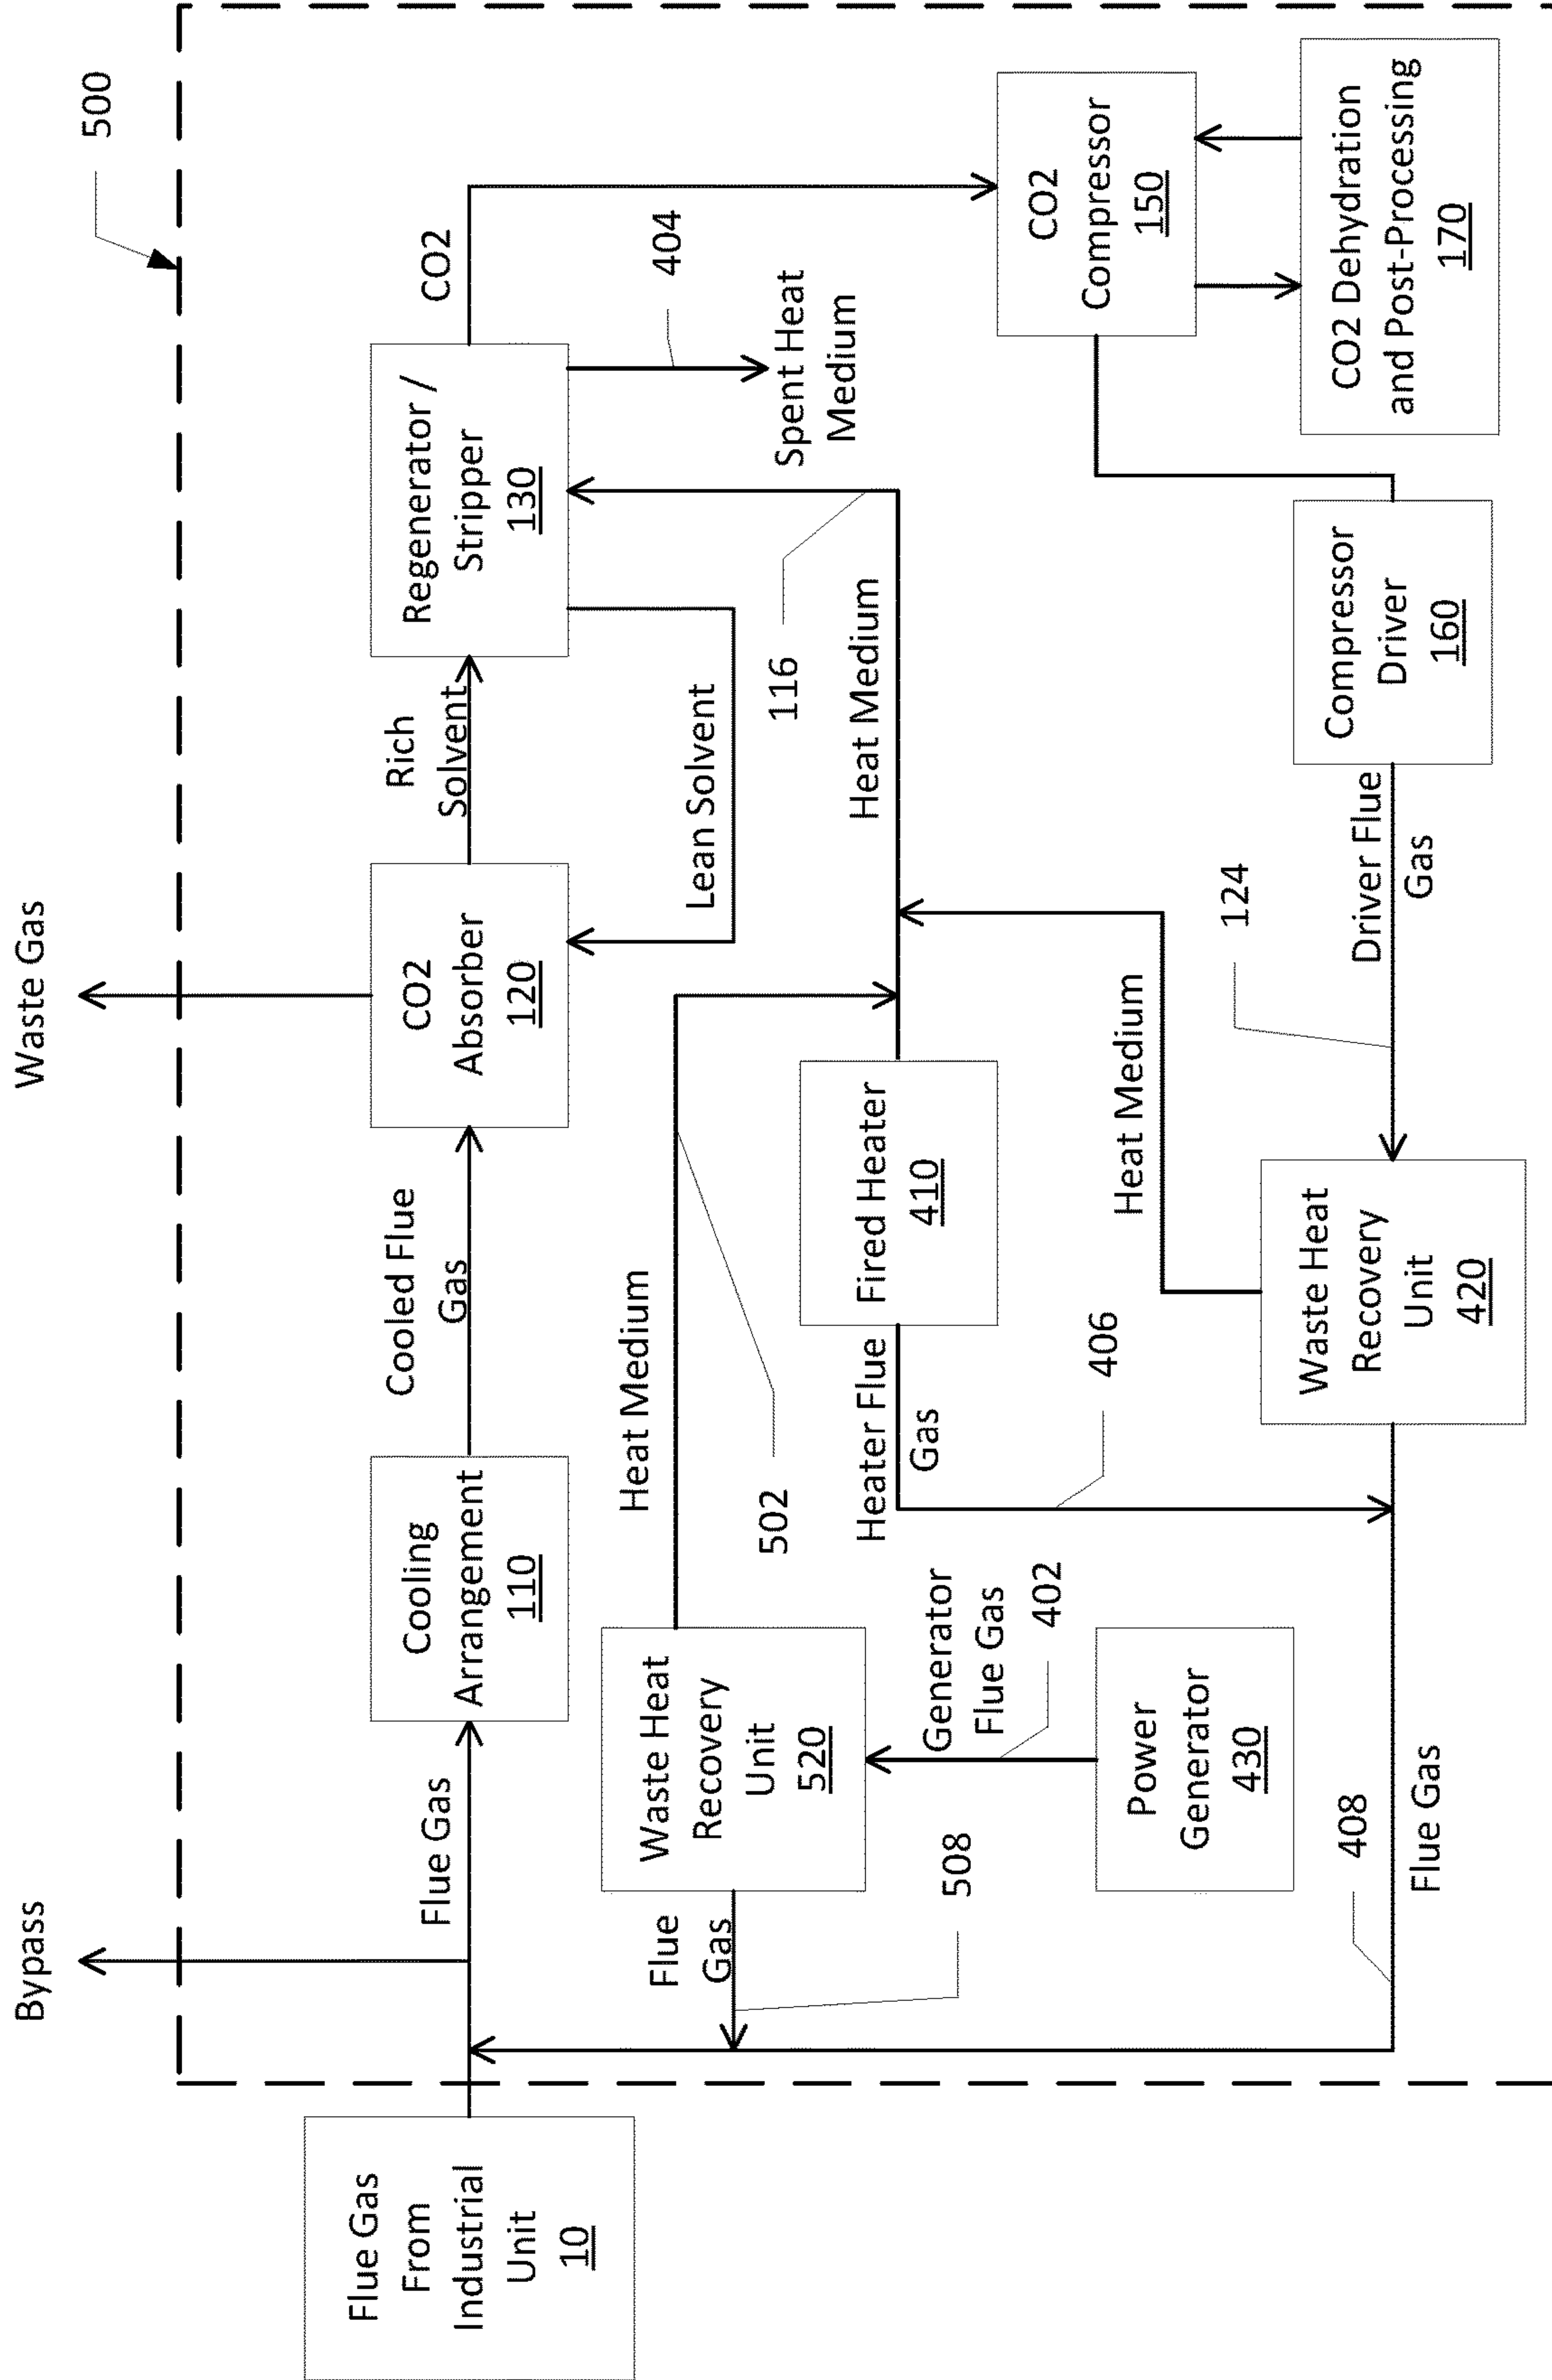 Bypass
Waste Gas
500
Flue Gas
From
Industrial
Unit
10
Flue Gas
Cooling
Arrangement
110
Cooled Flue
Gas
CO2
Absorber
120
Rich
Solvent
Regenerator /
Stripper
130
CO2
404
Spent Heat
Medium
Lean Solvent
116
Heat Medium
Heat Medium
502
Waste Heat
Recovery
Unit
520
Flue
Gas
508
Generator
Flue Gas
402
Power
Generator
430
Heater Flue
Gas
Fired Heater
410
406
Heat Medium
Waste Heat
Recovery
Unit
420
124
Driver Flue
Gas
Compressor
Driver
160
CO2
Compressor
150
CO2 Dehydration
and Post-Processing
170
408
Flue Gas